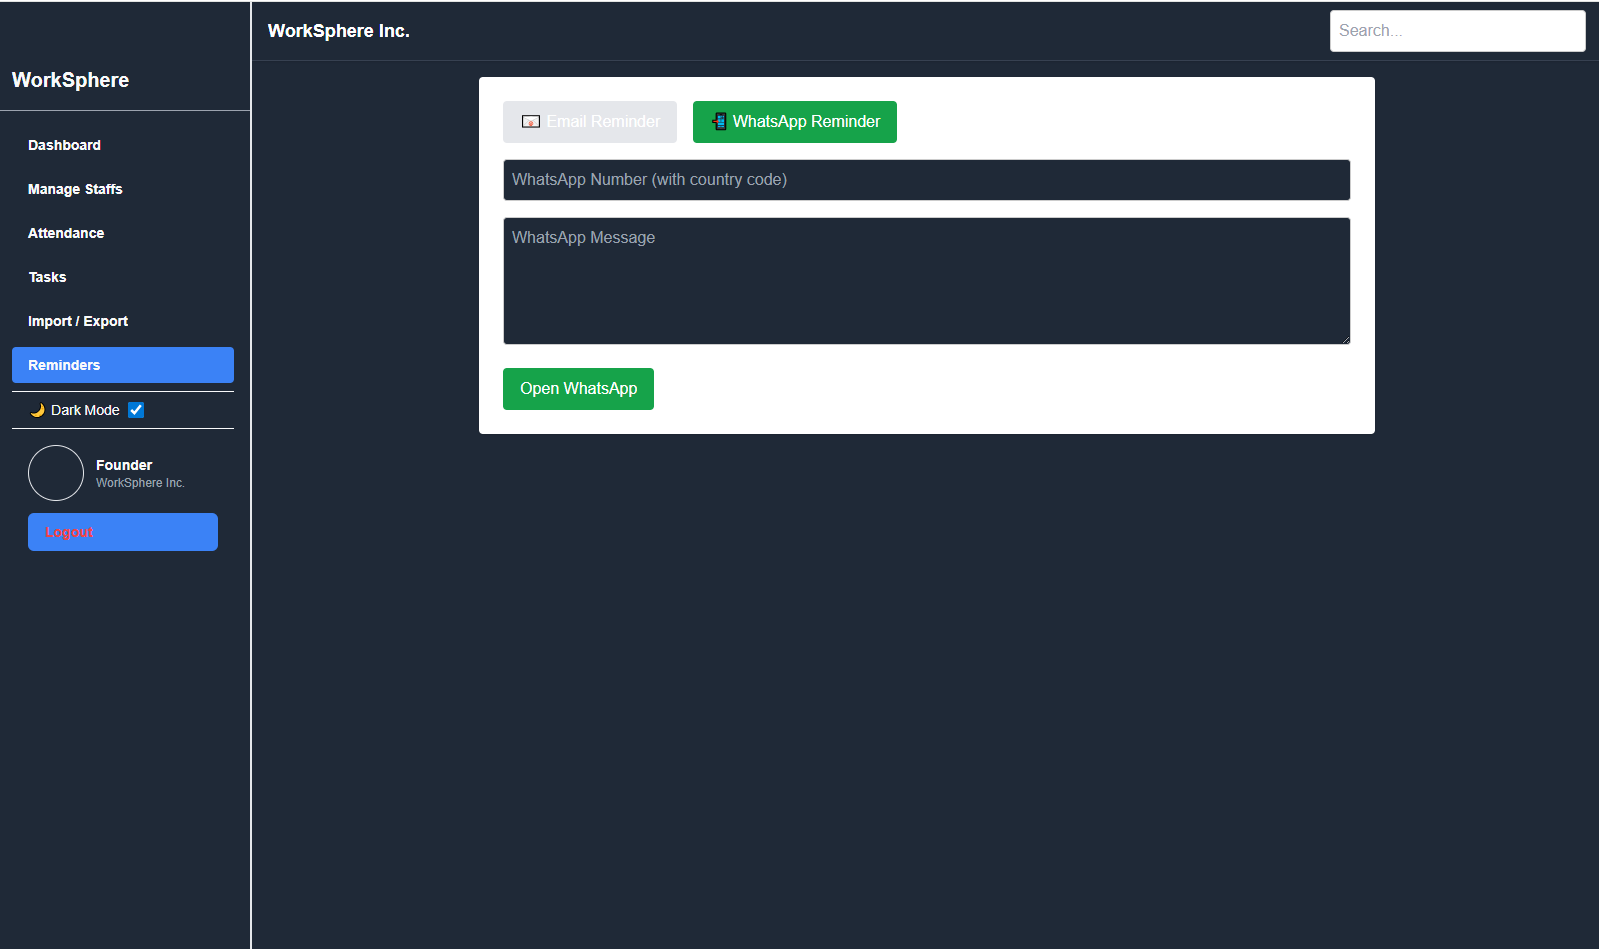 WorkSphere
Dashboard
Manage Staffs
Attendance
Tasks
Import / Export
Reminders
🌙 Dark Mode
Founder
WorkSphere Inc.
Logout
WorkSphere Inc.
Search...
Email Reminder
📲 WhatsApp Reminder
WhatsApp Number (with country code)
WhatsApp Message
Open WhatsApp